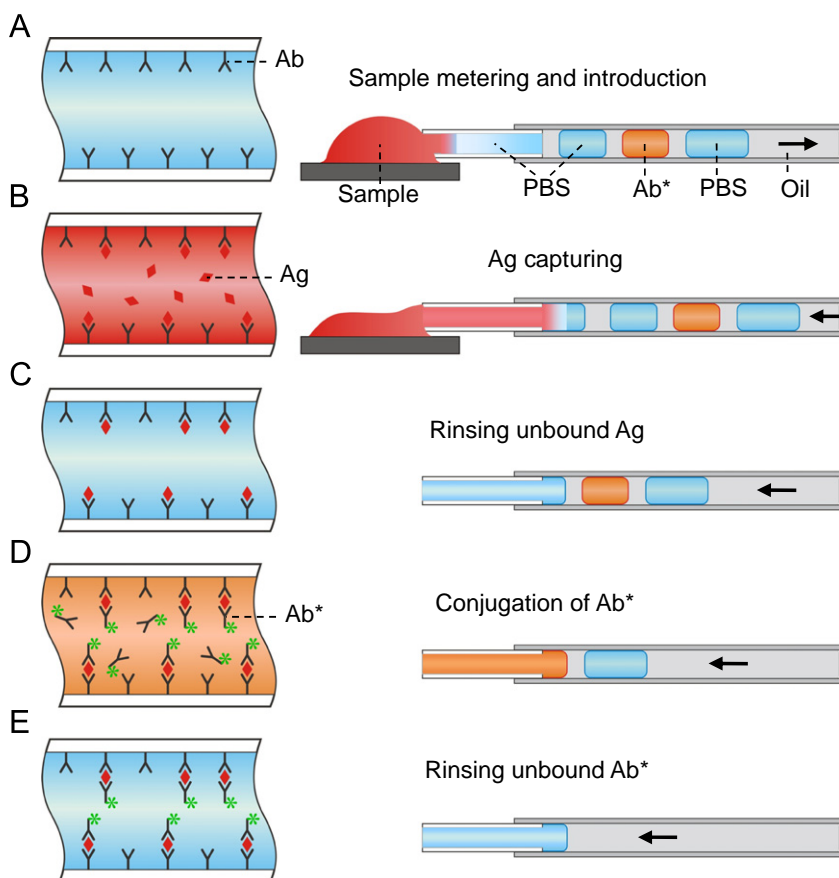 A
Ab
Sample metering and introduction
Sample
PBS
Ab*
PBS
Oil
B
Ag
Ag capturing
C
Rinsing unbound Ag
D
Ab*
Conjugation of Ab*
E
Rinsing unbound Ab*